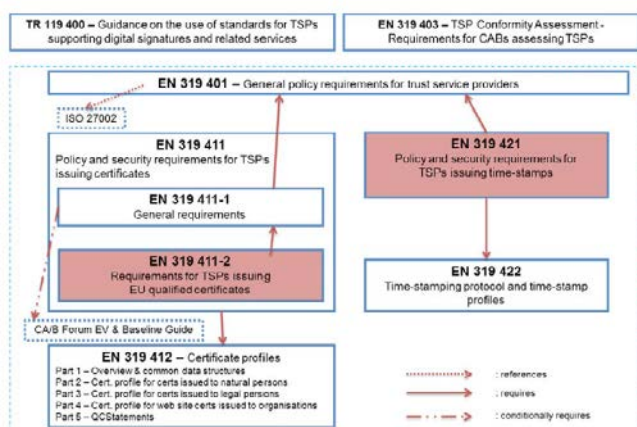 TR 119 400 – Guidance on the use of standards for TSPs
supporting digital signatures and related services
EN 319 403 – TSP Conformity Assessment -
Requirements for CABs assessing TSPs
EN 319 401 – General policy requirements for trust service providers
ISO 27002
EN 319 411
Policy and security requirements for TSPs
issuing certificates
EN 319 411-1
General requirements
EN 319 411-2
Requirements for TSPs issuing
EU qualified certificates
EN 319 421
Policy and security requirements for
TSPs issuing time-stamps
EN 319 422
Time-stamping protocol and time-stamp
profiles
CA/B Forum EV & Baseline Guide
EN 319 412 – Certificate profiles
Part 1 – Overview & common data structures
Part 2 – Cert. profile for certs issued to natural persons
Part 3 – Cert. profile for certs issued to legal persons
Part 4 – Cert. profile for web site certs issued to organisations
Part 5 – QCStatements
: references
: requires
: conditionally requires